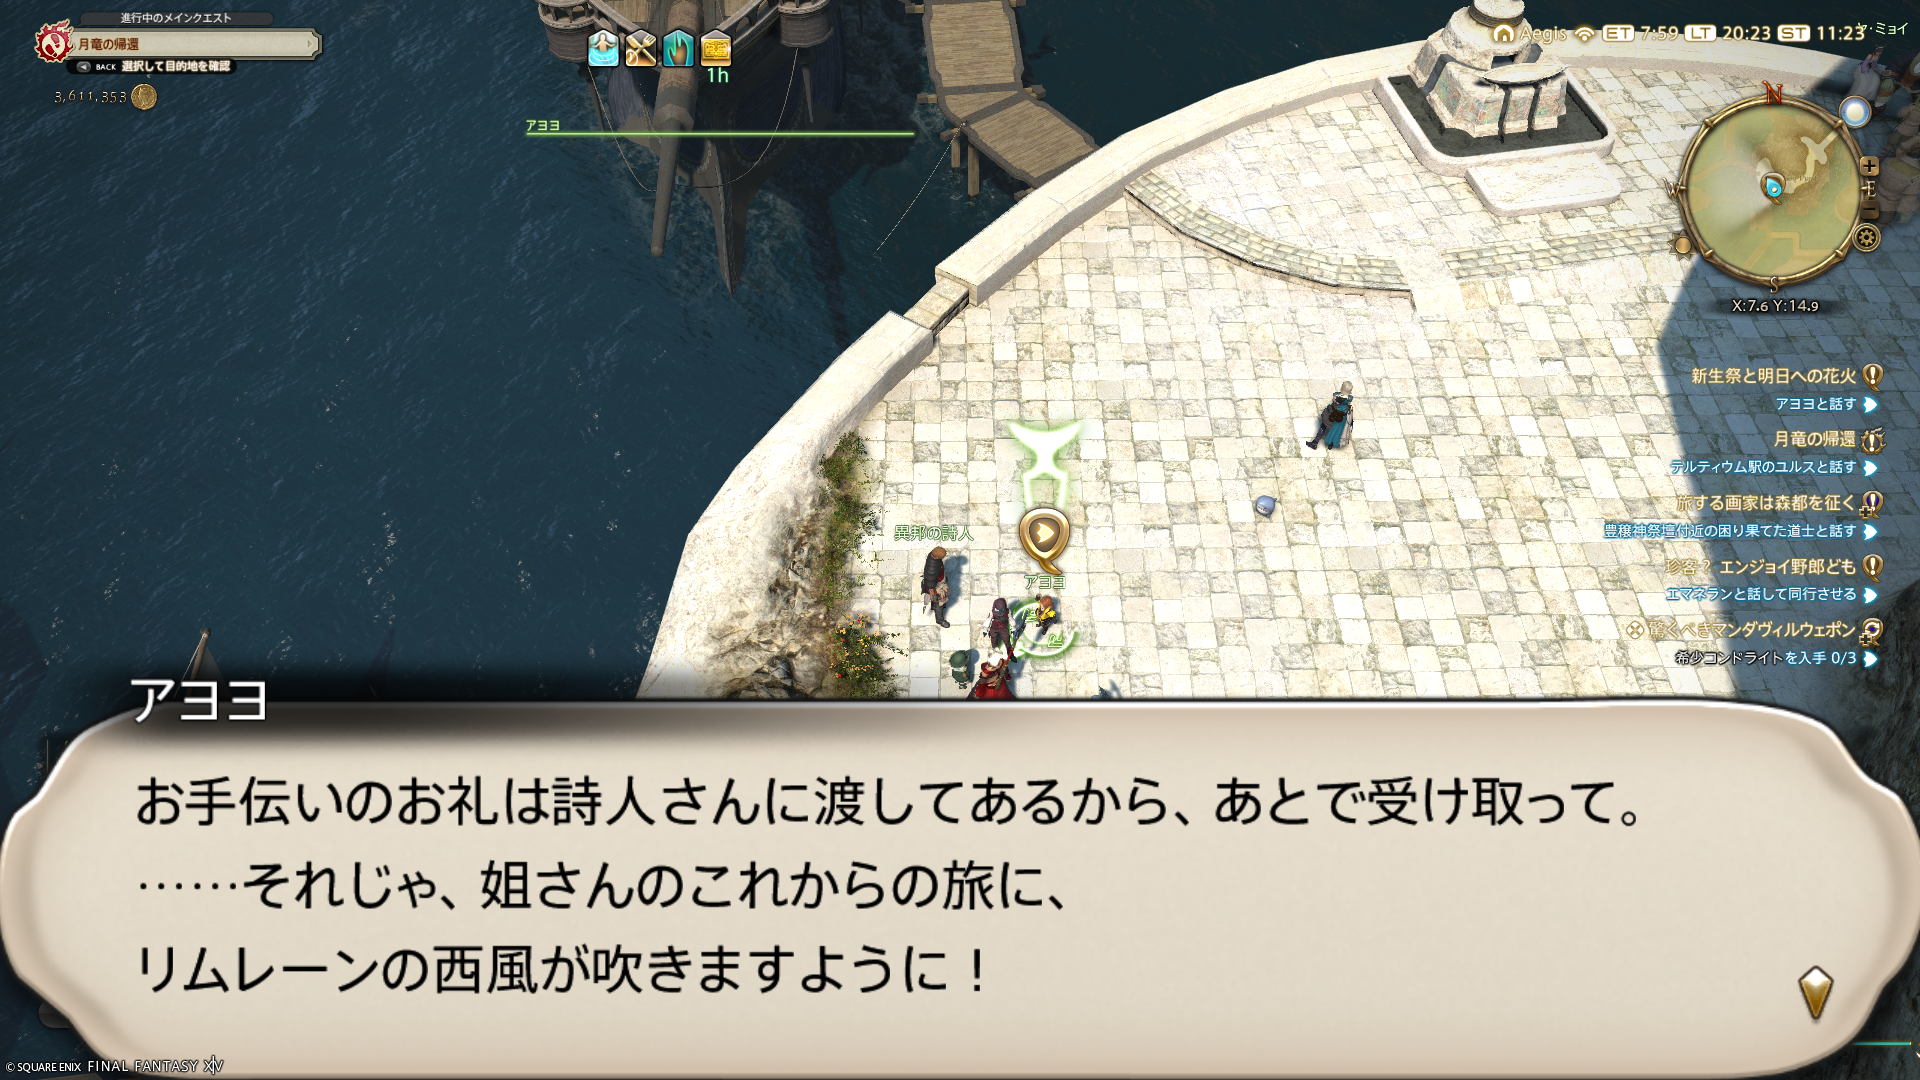 進行中のメインクエスト
月竜の帰還
BACK 選択して目的地を確認
3,611,353
1h
アヨヨ
Aegis ET 7:59 LT 20:23 ST 11:23
ヤ・ミョイ
N
W
E
S
X:7.6 Y:14.9
新生祭と明日への花火
アヨヨと話す
月竜の帰還
テルティウム駅のユルスと話す
旅する画家は森都を征く
豊穣神祭壇付近の困り果てた道士と話す
珍客? エンジョイ野郎ども
エマネランと話して同行させる
驚くべきマンダヴィルウェポン
希少コンドライトを入手 0/3
異邦の詩人
アヨヨ
アヨヨ
お手伝いのお礼は詩人さんに渡してあるから、あとで受け取って。
……それじゃ、姐さんのこれからの旅に、
リムレーンの西風が吹きますように！
© SQUARE ENIX FINAL FANTASY XIV